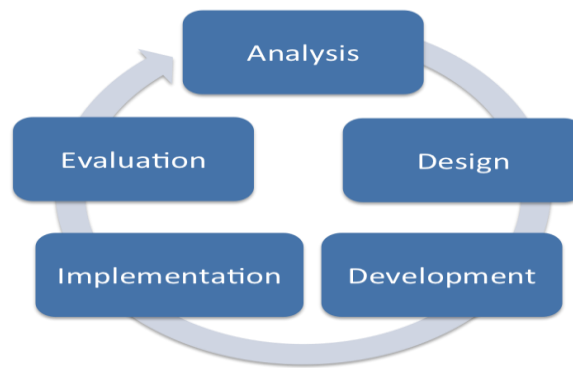 Analysis
Design
Development
Implementation
Evaluation